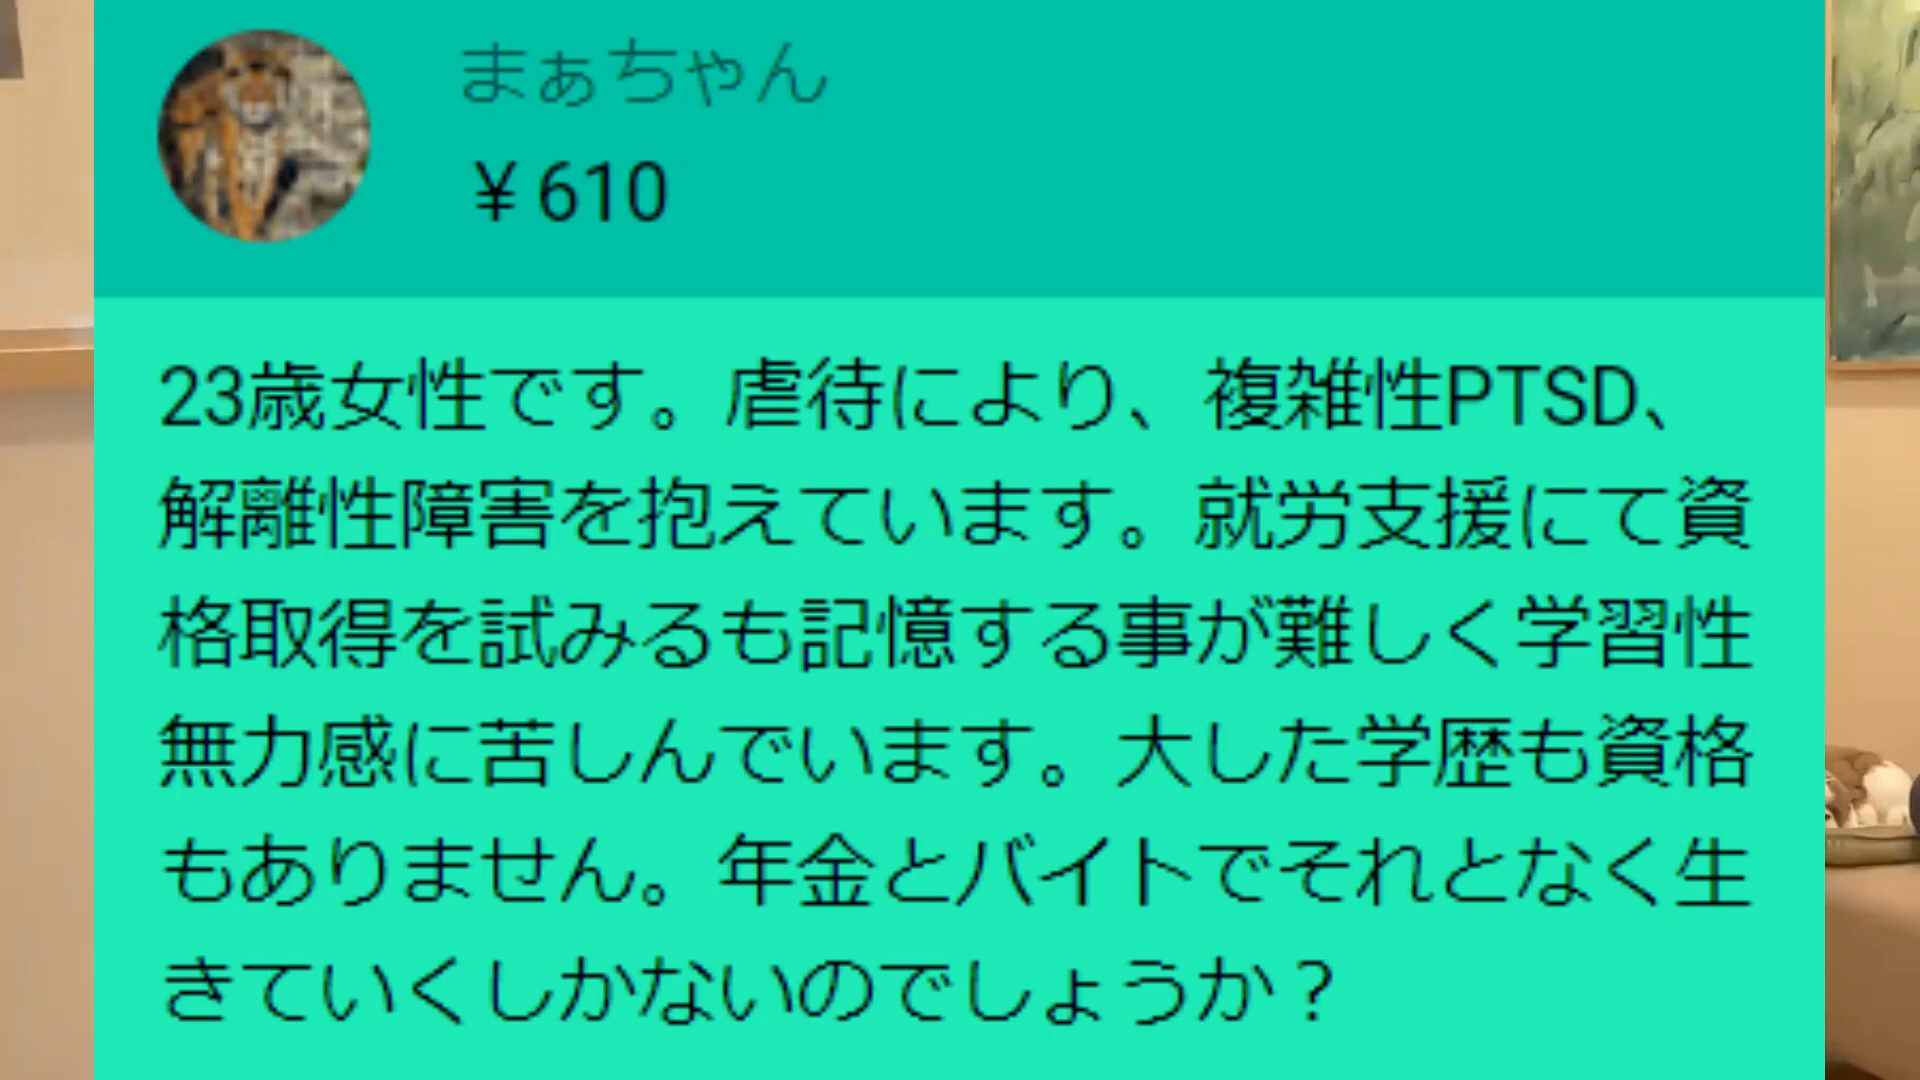 まぁちゃん
￥610
23歳女性です。虐待により、複雑性PTSD、
解離性障害を抱えています。就労支援にて資
格取得を試みるも記憶する事が難しく学習性
無力感に苦しんでいます。大した学歴も資格
もありません。年金とバイトでそれとなく生
きていくしかないのでしょうか？